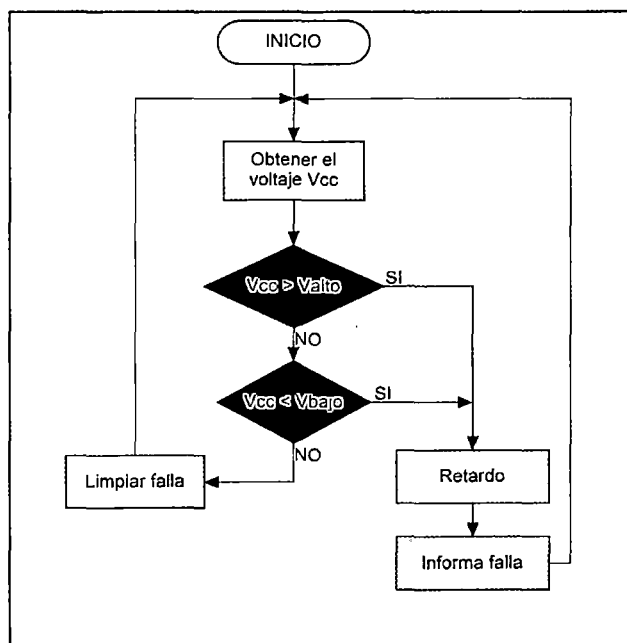 INICIO
Obtener el
voltaje Vcc
Vcc > Valto
SI
NO
Vcc < Vbajo
SI
NO
Limpiar falla
Retardo
Informa falla